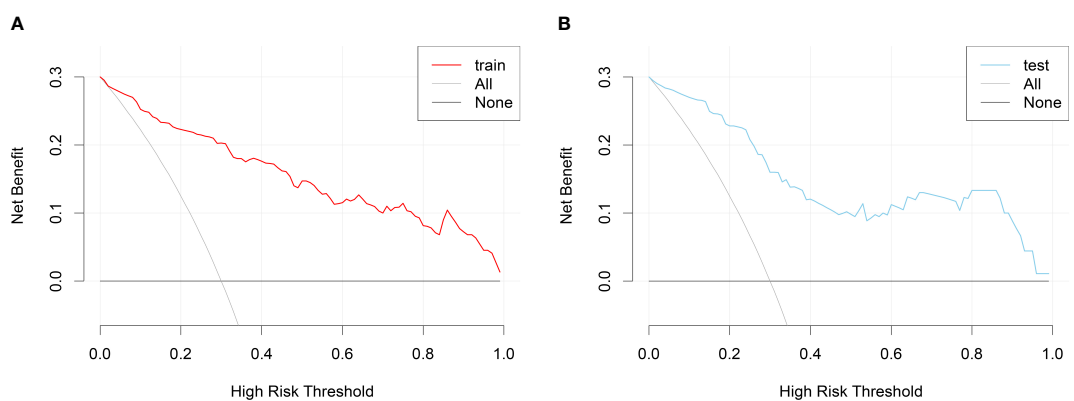 A
train
All
None
0.3
0.2
0.1
0.0
Net Benefit
0.0 0.2 0.4 0.6 0.8 1.0
High Risk Threshold
B
test
All
None
0.3
0.2
0.1
0.0
Net Benefit
0.0 0.2 0.4 0.6 0.8 1.0
High Risk Threshold